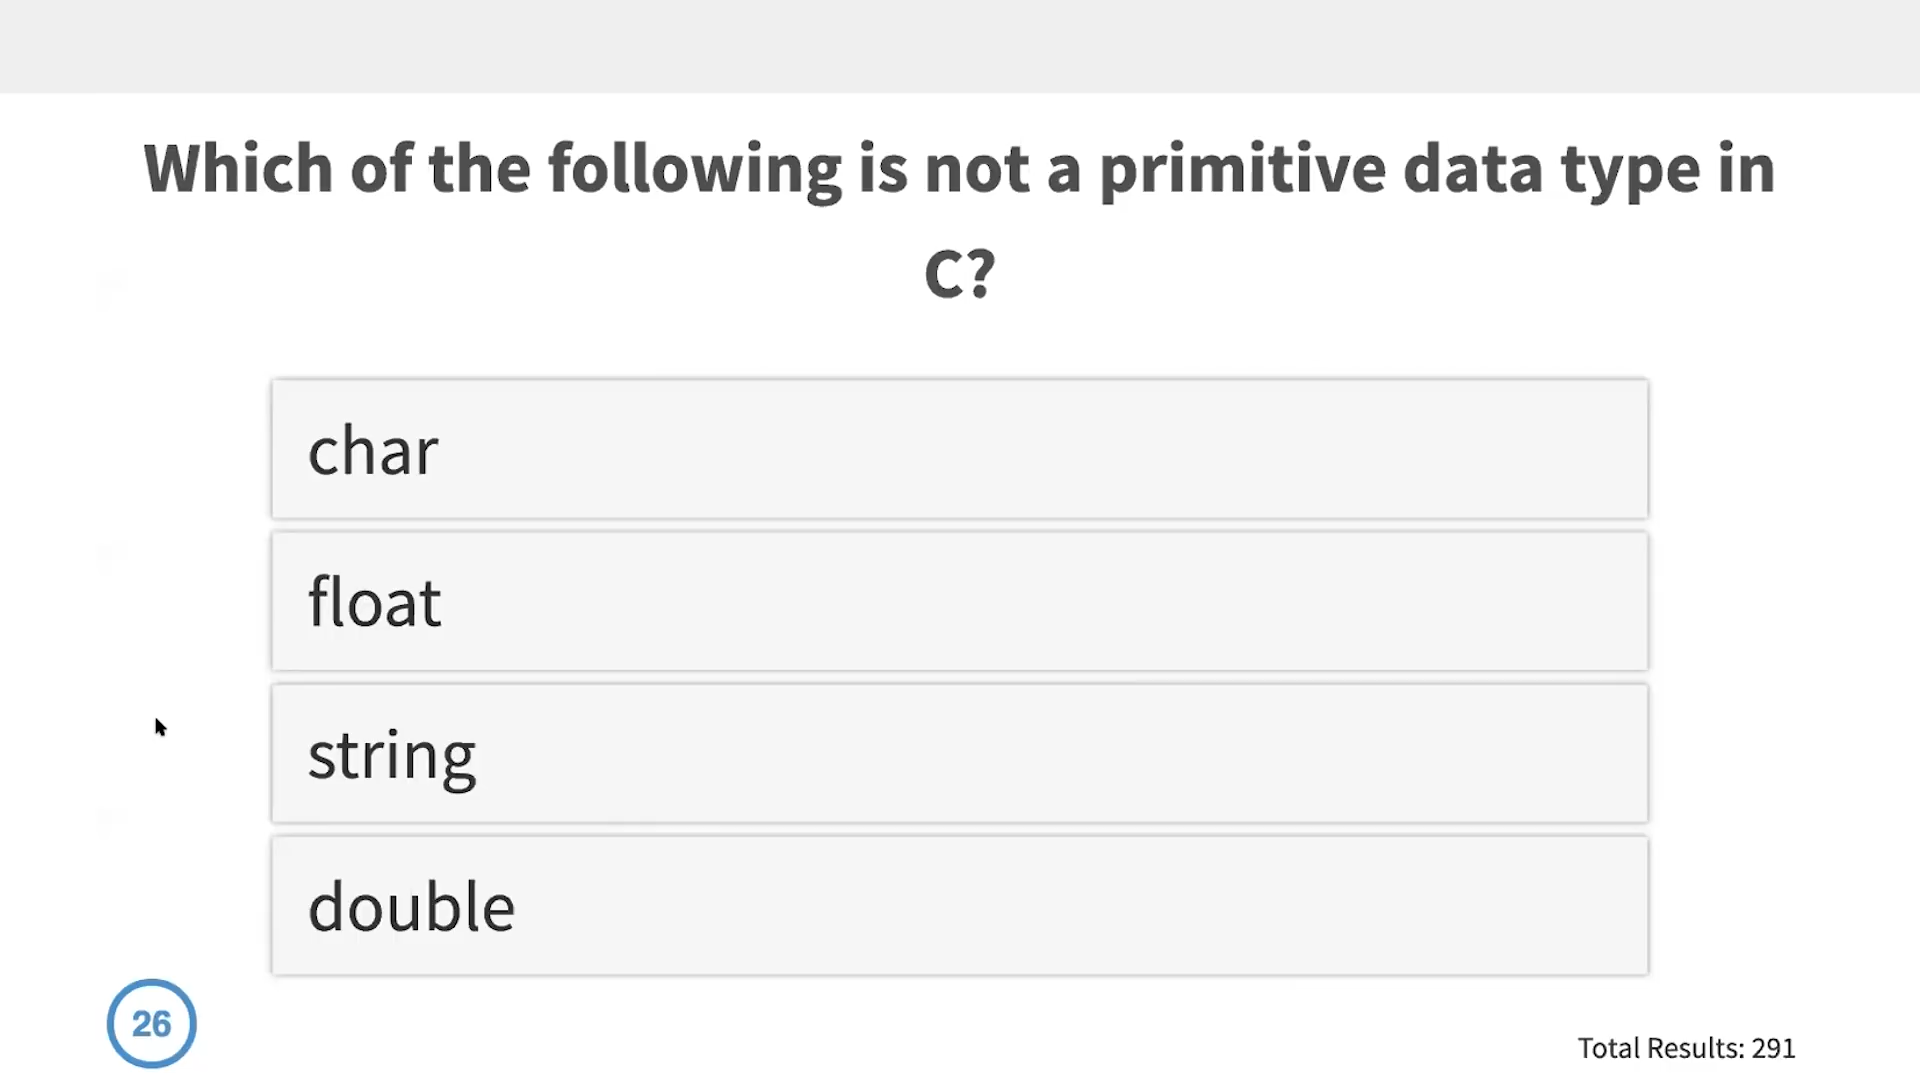 Which of the following is not a primitive data type in
C?
char
float
string
double
26
Total Results: 291